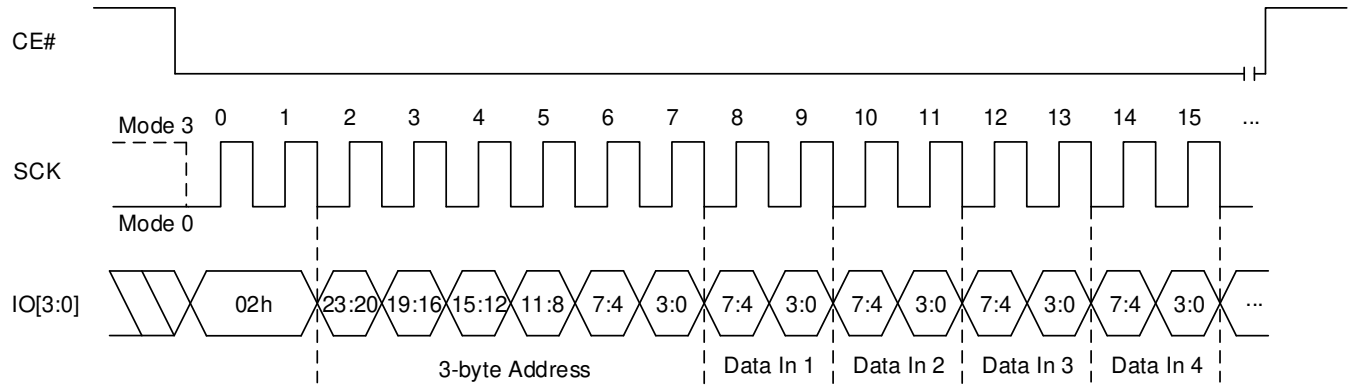 CE#
Mode 3 0 1 2 3 4 5 6 7 8 9 10 11 12 13 14 15 ...
SCK
Mode 0
IO[3:0] 02h 23:20 19:16 15:12 11:8 7:4 3:0 7:4 3:0 7:4 3:0 7:4 3:0 7:4 3:0 ...
3-byte Address Data In 1 Data In 2 Data In 3 Data In 4